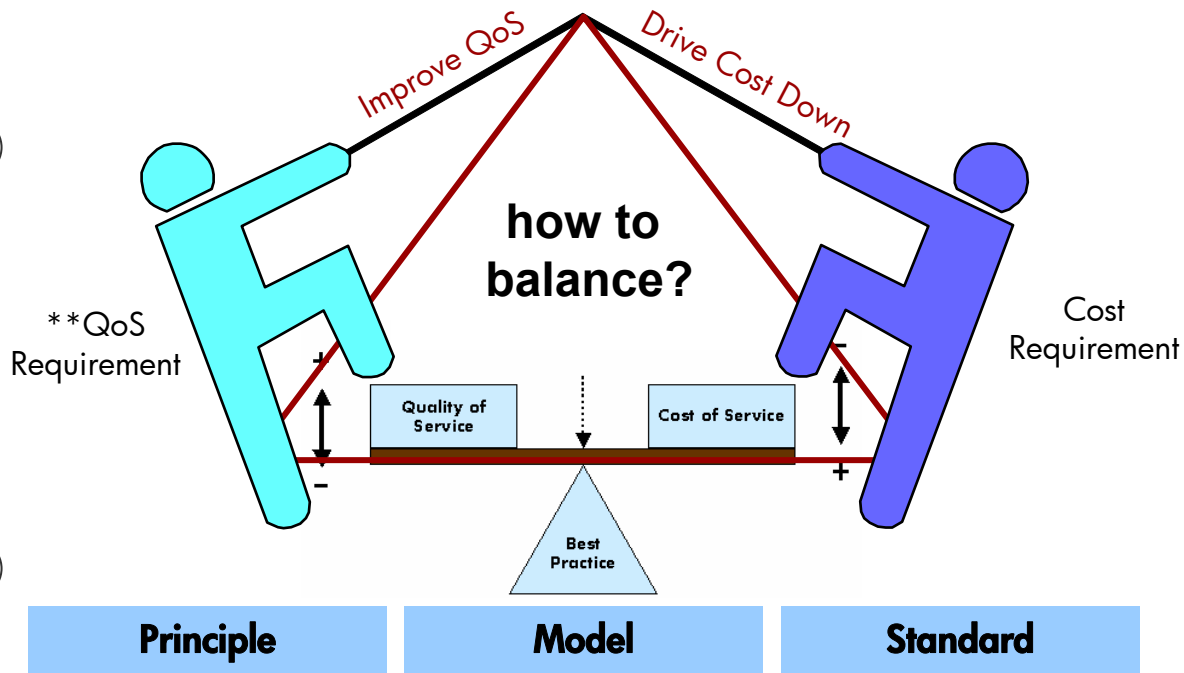 Improve QoS
Drive Cost Down
how to
balance?
**QoS
Requirement
Cost
Requirement
+
–
Quality of
Service
Cost of Service
–
+
Best
Practice
Principle
Model
Standard